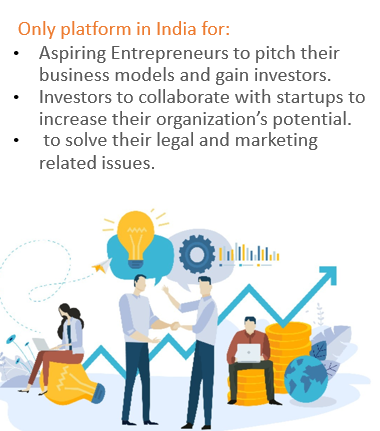 Only platform in India for:
• Aspiring Entrepreneurs to pitch their
business models and gain investors.
• Investors to collaborate with startups to
increase their organization’s potential.
• to solve their legal and marketing
related issues.